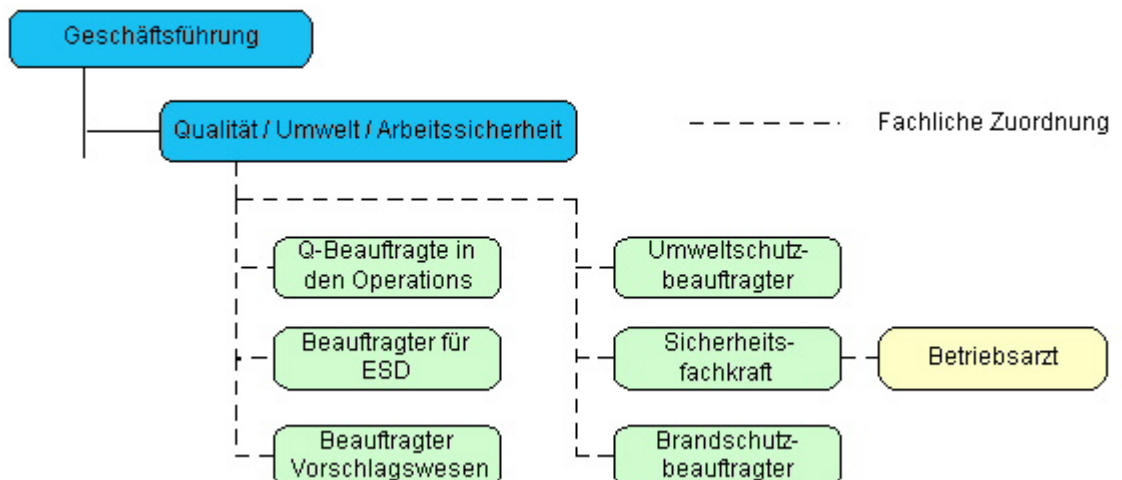 Geschäftsführung
Qualität / Umwelt / Arbeitssicherheit
Fachliche Zuordnung
Q-Beauftragte in
den Operations
Umweltschutz-
beauftragter
Beauftragter für
ESD
Sicherheits-
fachkraft
Betriebsarzt
Beauftragter
Vorschlagswesen
Brandschutz-
beauftragter